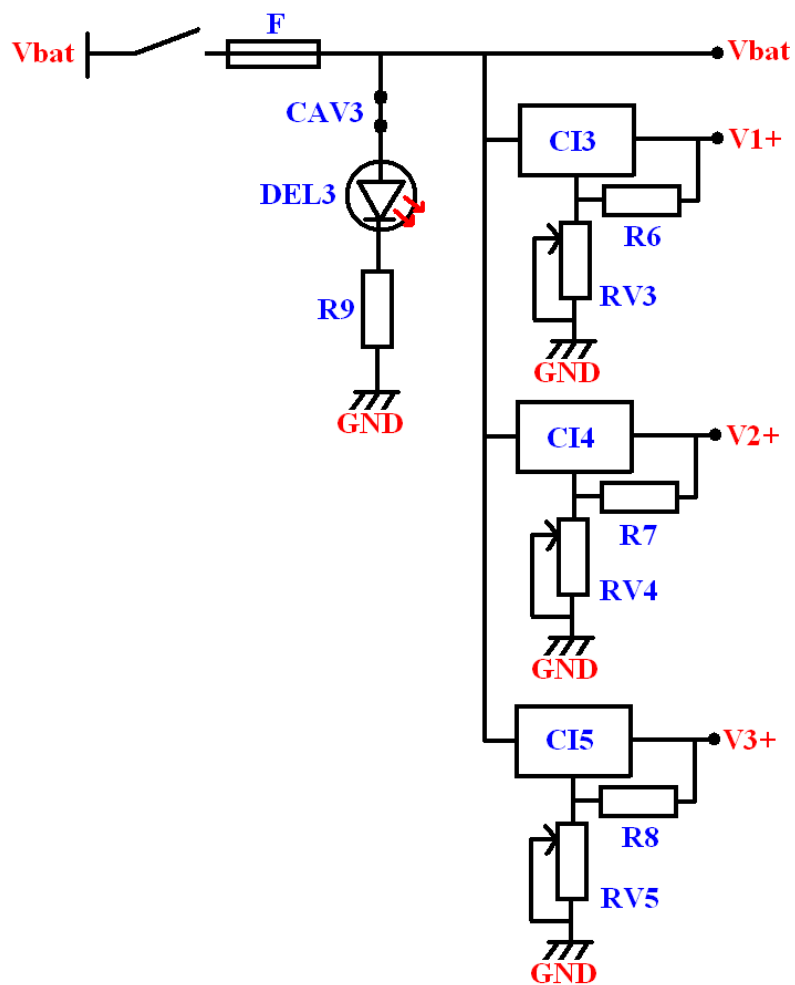 F
Vbat
Vbat
CAV3
CI3
V1+
DEL3
R6
RV3
R9
GND
GND
CI4
V2+
R7
RV4
GND
CI5
V3+
R8
RV5
GND